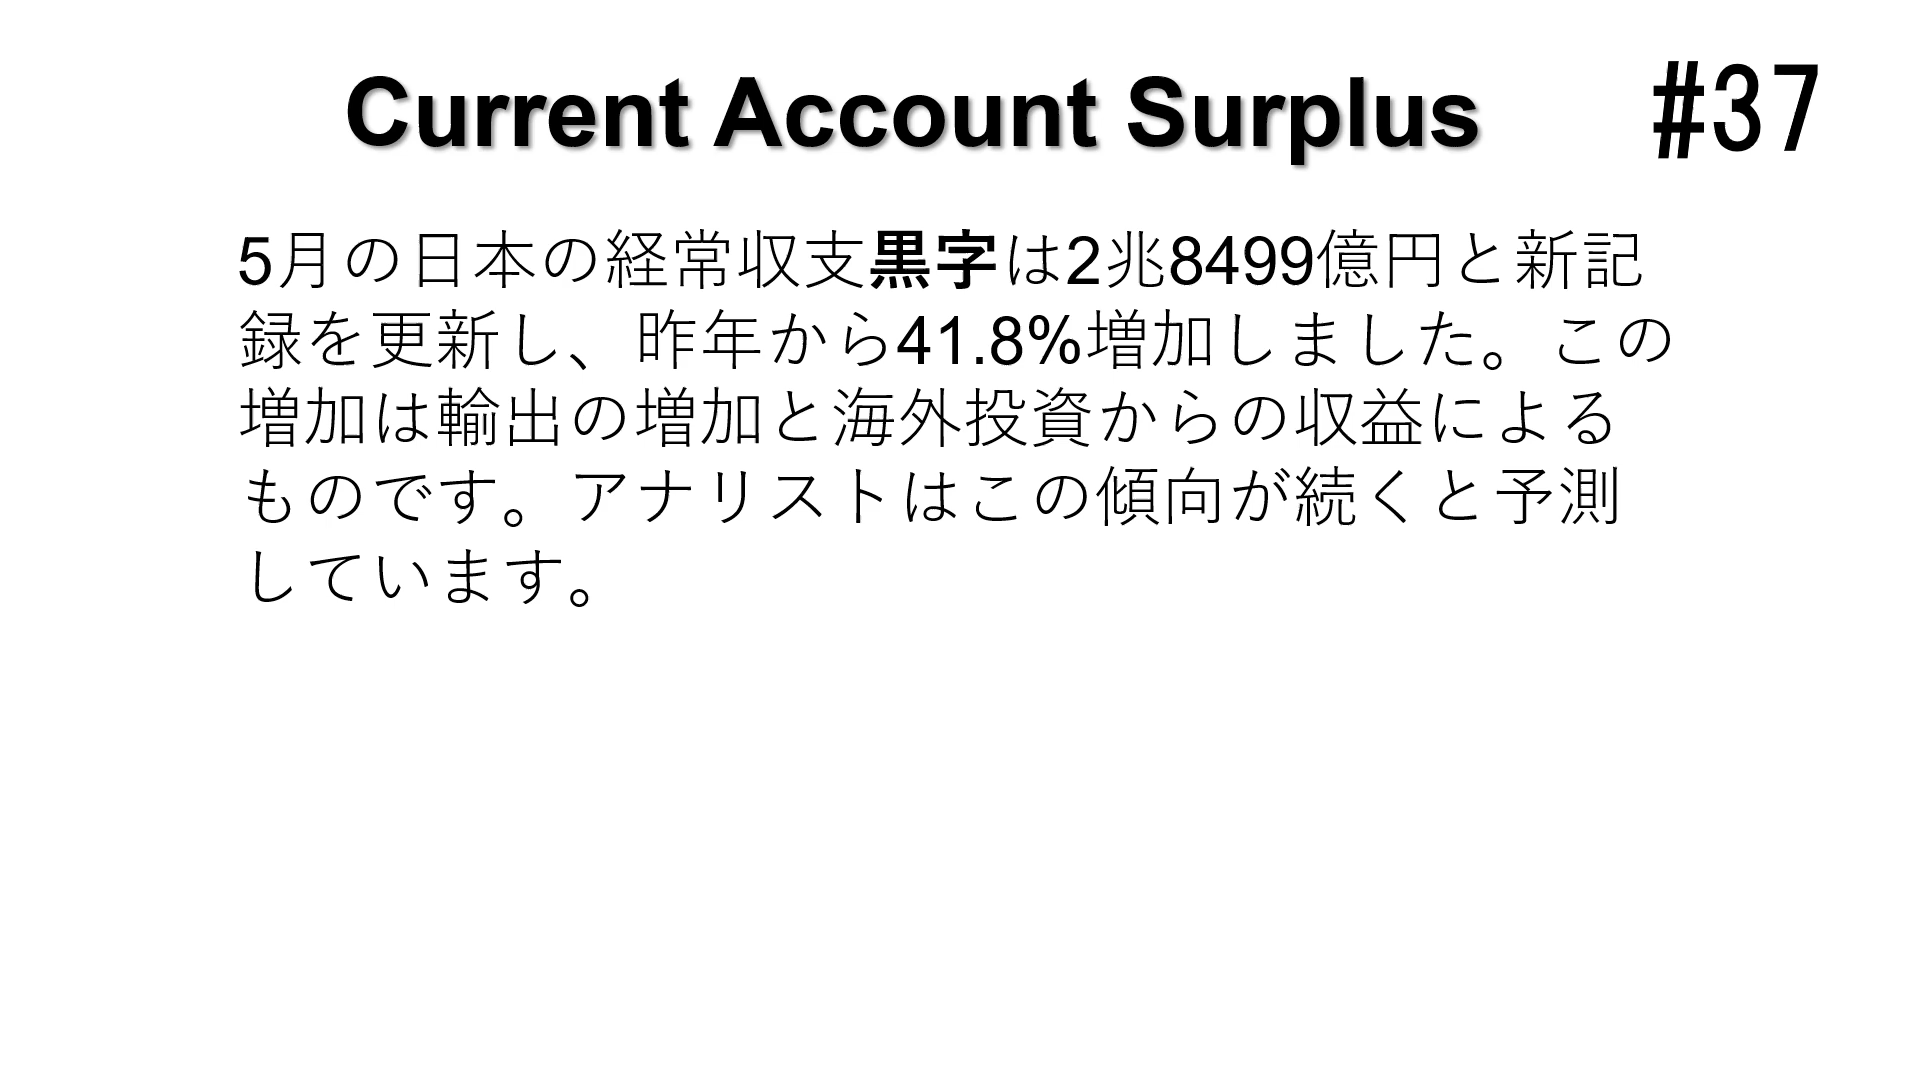 Current Account Surplus #37
5月の日本の経常収支黒字は2兆8499億円と新記
録を更新し、昨年から41.8%増加しました。この
増加は輸出の増加と海外投資からの収益による
ものです。アナリストはこの傾向が続くと予測
しています。